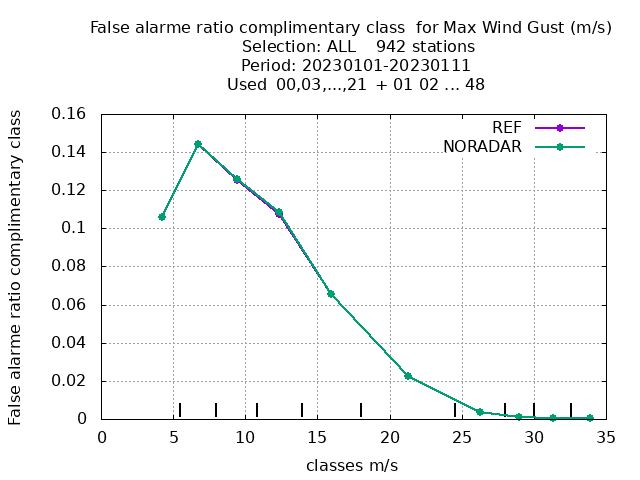 False alarme ratio complimentary class  for Max Wind Gust (m/s)
Selection: ALL    942 stations
Period: 20230101-20230111
Used  00,03,...,21  + 01 02 ... 48
REF
NORADAR
False alarme ratio complimentary class
0.16
0.14
0.12
0.1
0.08
0.06
0.04
0.02
0
0 5 10 15 20 25 30 35
classes m/s